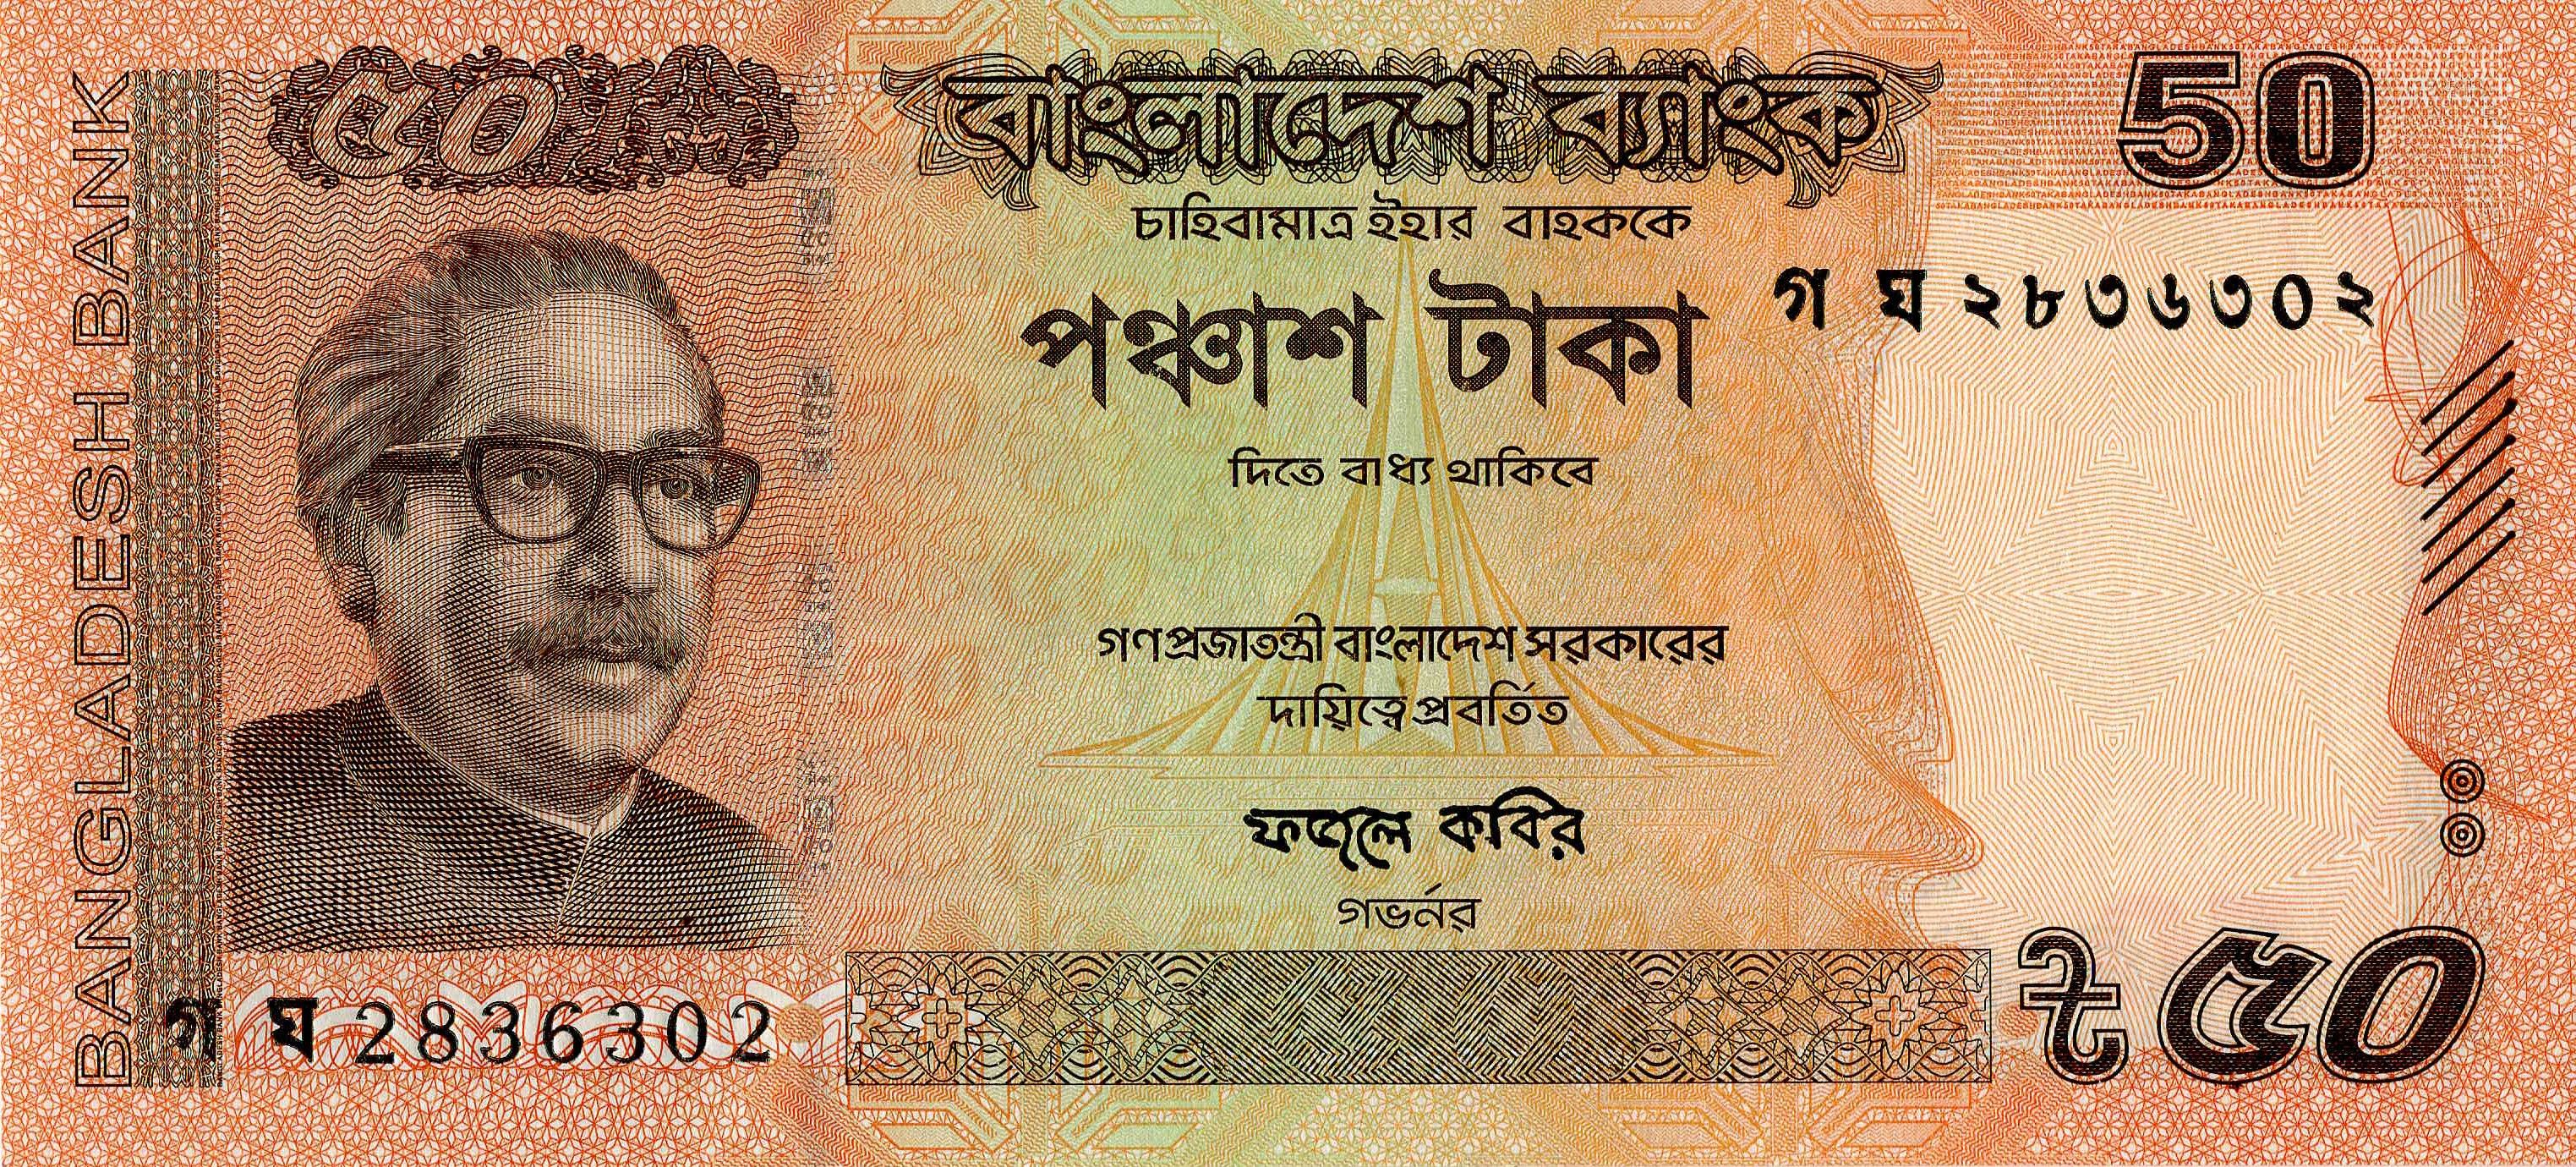 BANGLADESH BANK
৫০
বাংলাদেশ ব্যাংক
50
চাহিবামাত্র ইহার বাহককে
পঞ্চাশ টাকা
গ ঘ ২৮৩৬৩০২
দিতে বাধ্য থাকিবে
গণপ্রজাতন্ত্রী বাংলাদেশ সরকারের
দায়িত্বে প্রবর্তিত
ফজলে কবির
গভর্নর
গ ঘ 2836302
৳ ৫০